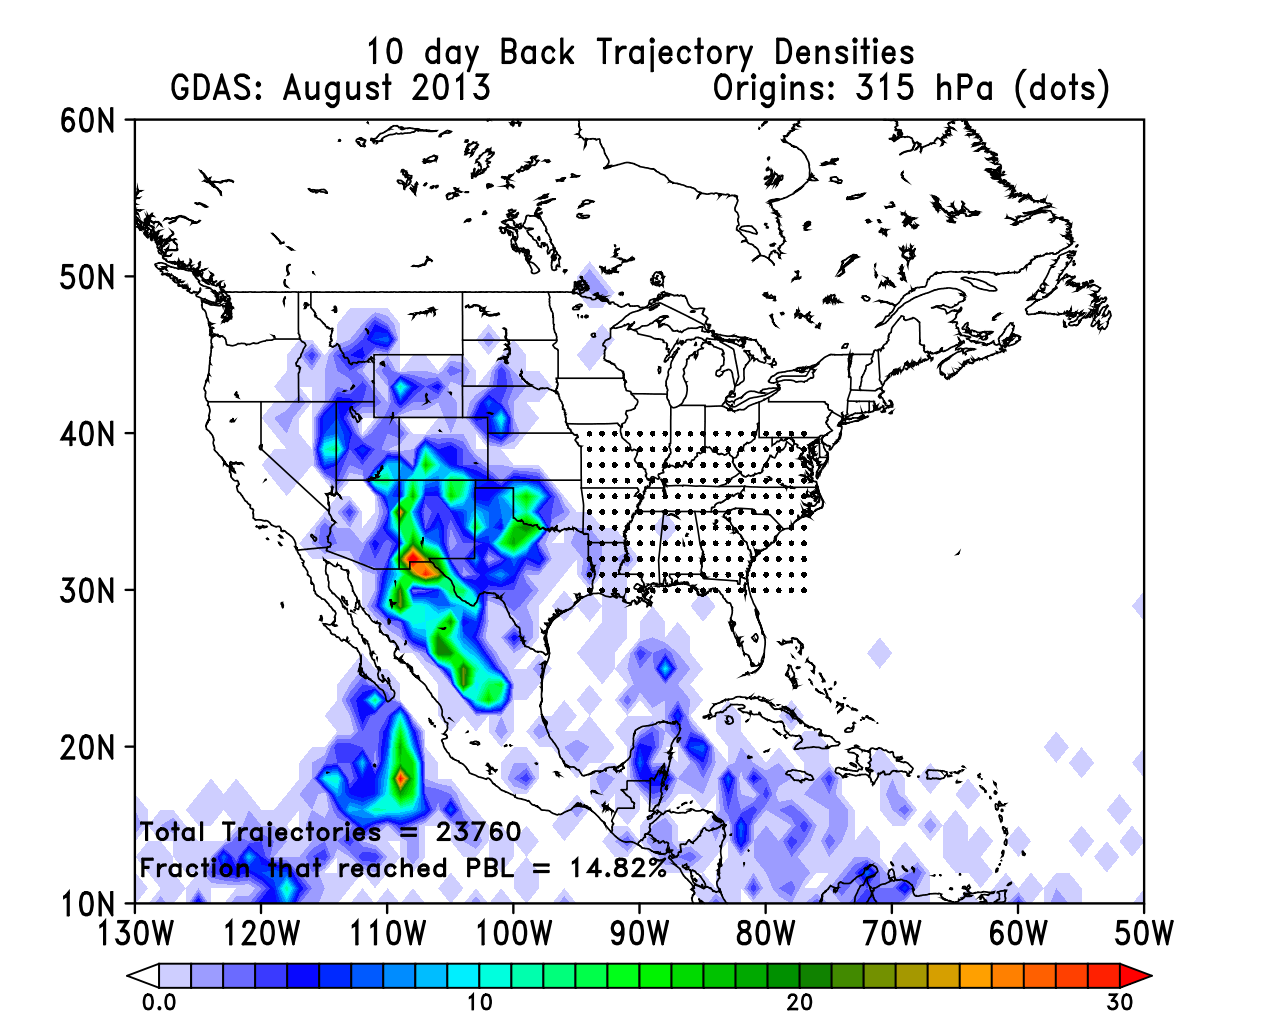 10 day Back Trajectory Densities
GDAS: August 2013 Origins: 315 hPa (dots)
60N
50N
40N
30N
20N
Total Trajectories = 23760
Fraction that reached PBL = 14.82%
10N
130W 120W 110W 100W 90W 80W 70W 60W 50W
0.0 10 20 30